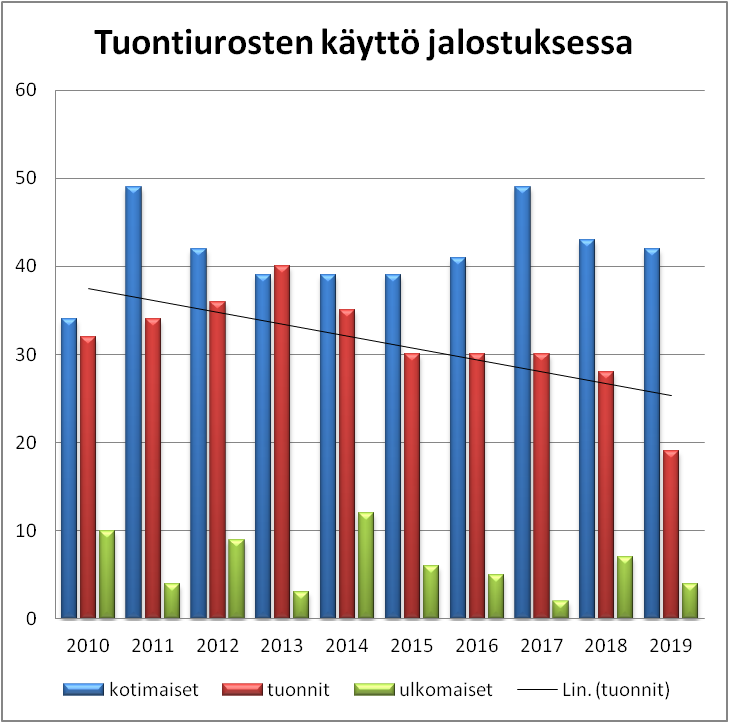 Tuontiurosten käyttö jalostuksessa
60
50
40
30
20
10
0
2010 2011 2012 2013 2014 2015 2016 2017 2018 2019
kotimaiset tuonnit ulkomaiset Lin. (tuonnit)